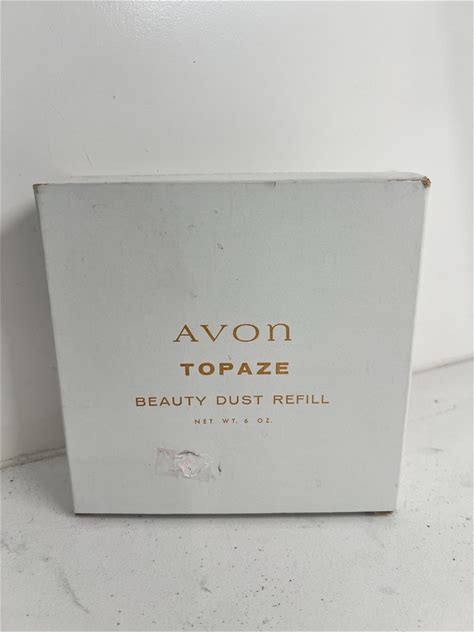 AVON
TOPAZE
BEAUTY DUST REFILL
NET WT. 6 OZ.